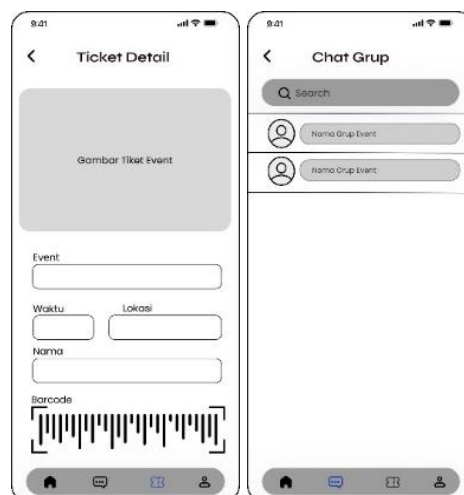 9:41
Ticket Detail
Gambar Tiket Event
Event
Waktu Lokasi
Nama
Barcode
9:41
Chat Grup
Search
Nama Grup Event
Nama Grup Event